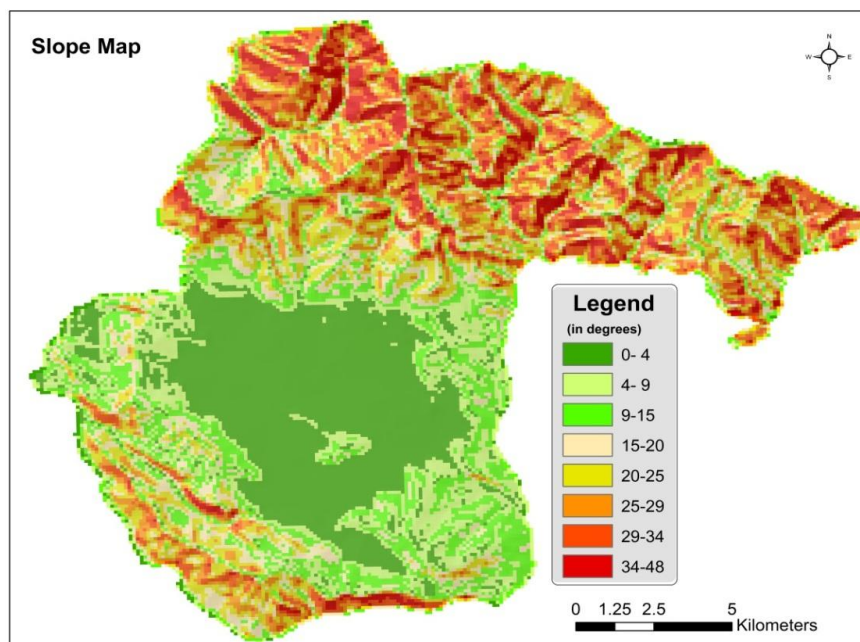 Slope Map
N
W E
S
Legend
(in degrees)
0- 4
4- 9
9-15
15-20
20-25
25-29
29-34
34-48
0 1.25 2.5 5
Kilometers